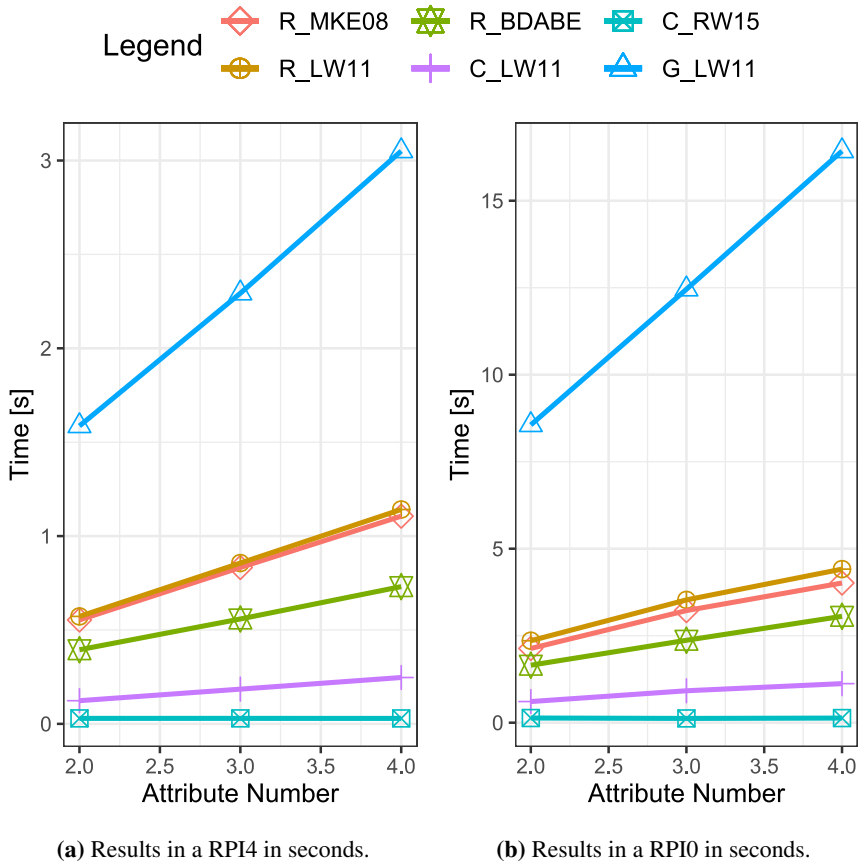 Legend
R_MKE08 R_BDABE C_RW15
R_LW11 C_LW11 G_LW11
Time [s]
3
2
1
0
2.0 2.5 3.0 3.5 4.0
Attribute Number
Time [s]
15
10
5
0
2.0 2.5 3.0 3.5 4.0
Attribute Number
(a) Results in a RPI4 in seconds.
(b) Results in a RPI0 in seconds.